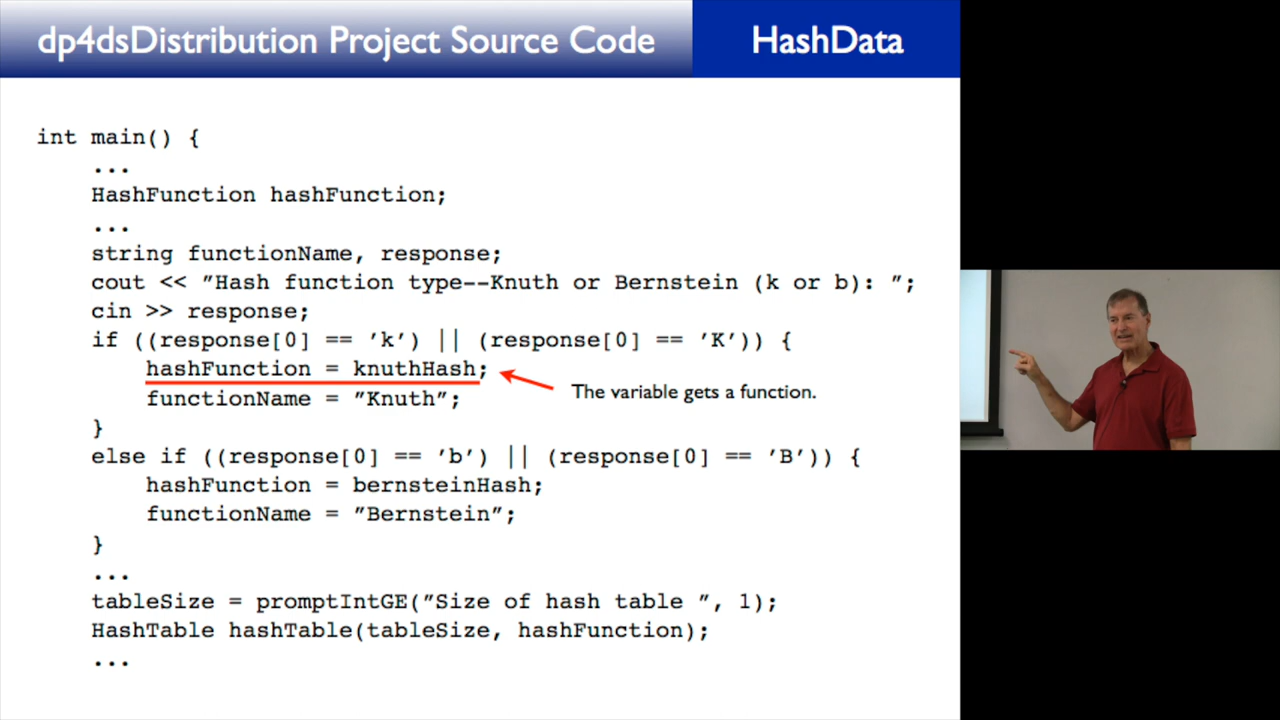 dp4dsDistribution Project Source Code
HashData
int main() {
...
HashFunction hashFunction;
...
string functionName, response;
cout << ”Hash function type--Knuth or Bernstein (k or b): ”;
cin >> response;
if ((response[0] == ’k’) || (response[0] == ’K’)) {
hashFunction = knuthHash;
The variable gets a function.
functionName = ”Knuth”;
}
else if ((response[0] == ’b’) || (response[0] == ’B’)) {
hashFunction = bernsteinHash;
functionName = ”Bernstein”;
}
...
tableSize = promptIntGE(”Size of hash table ”, 1);
HashTable hashTable(tableSize, hashFunction);
...